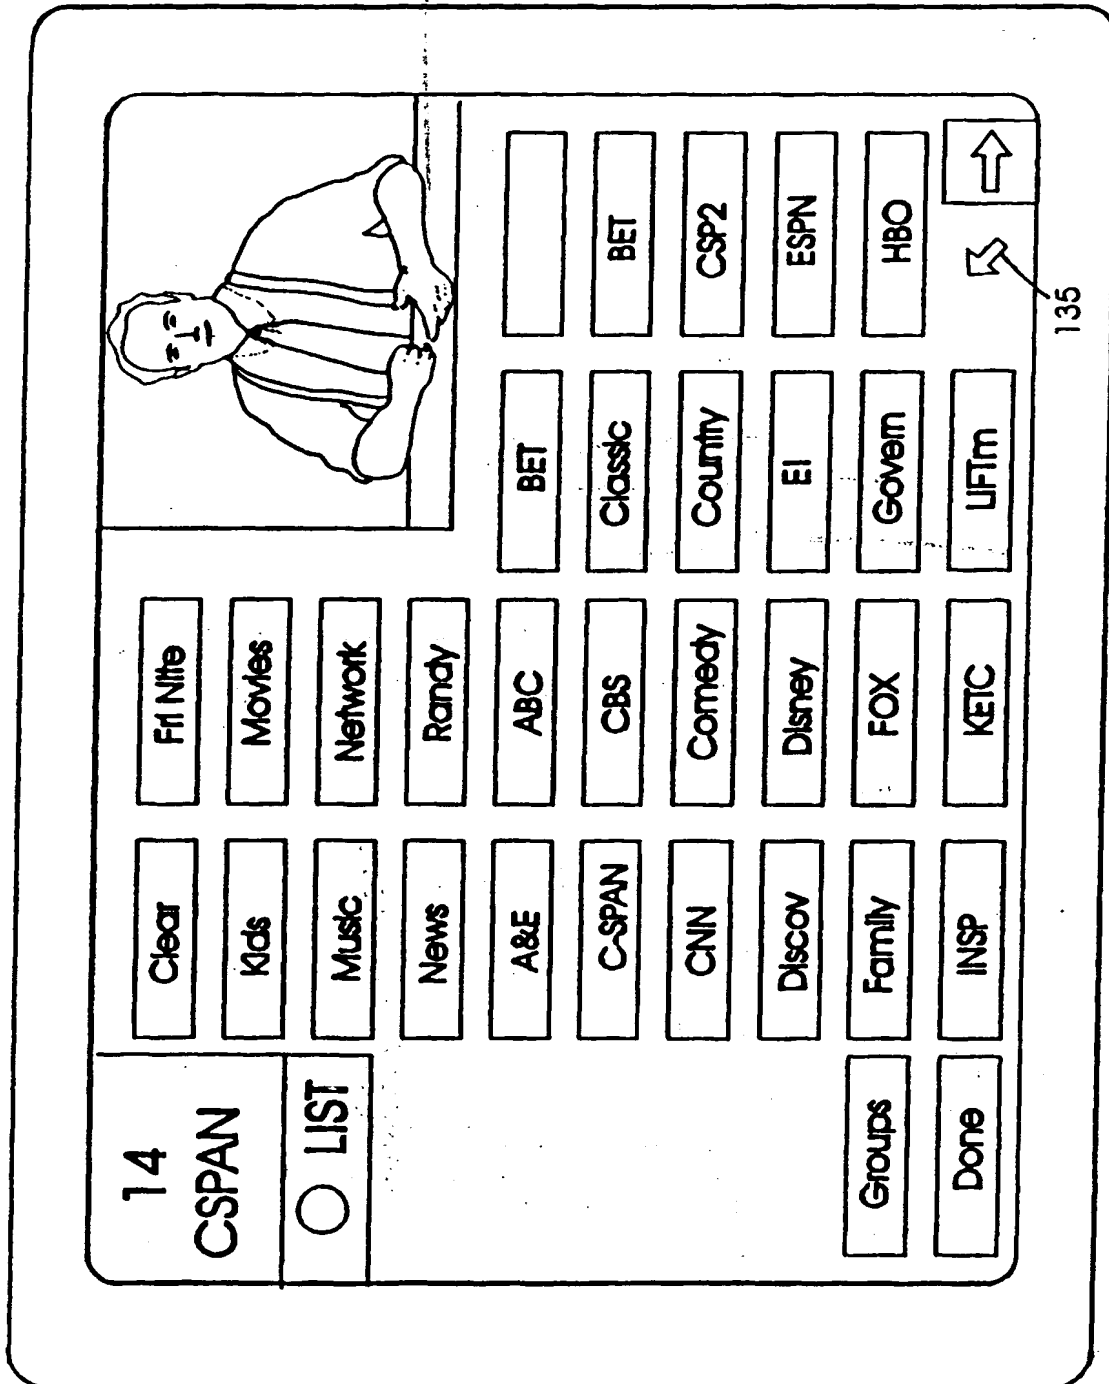 14
CSPAN
LIST
Clear Fri Nite
Kids Movies
Music Network
News Randy
A&E ABC BET
C-SPAN CBS Classic BET
CNN Comedy Country CSP2
Discov Disney E! ESPN
Groups Family FOX Govern HBO
Done INSP KETC LIFTm
135